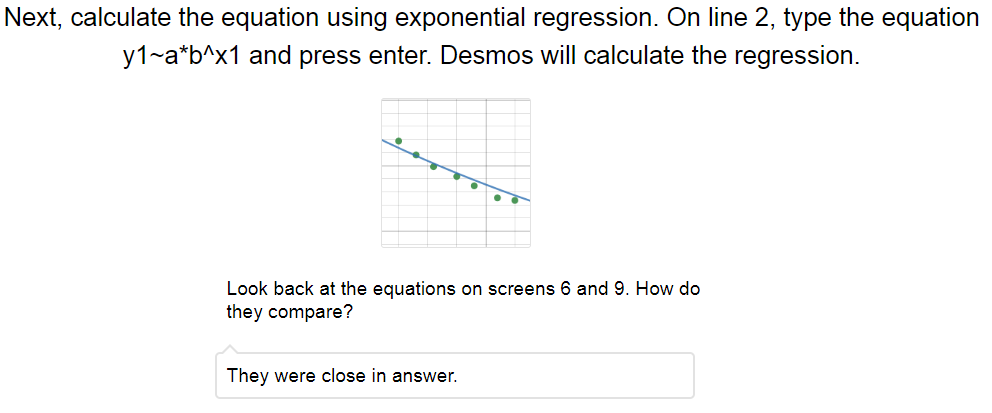 Next, calculate the equation using exponential regression. On line 2, type the equation
y1~a*b^x1 and press enter. Desmos will calculate the regression.
Look back at the equations on screens 6 and 9. How do
they compare?
They were close in answer.